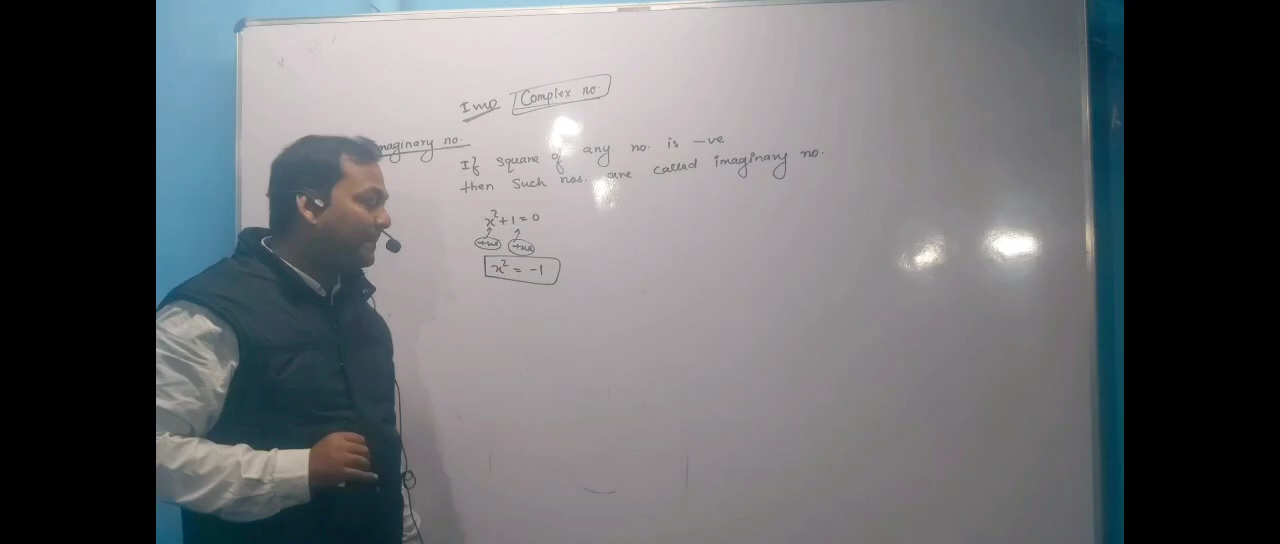 Imp Complex no.
maginary no.
If square of any no. is -ve
then such nos. are called imaginary no.
x² + 1 = 0
+ve +ve
x² = -1